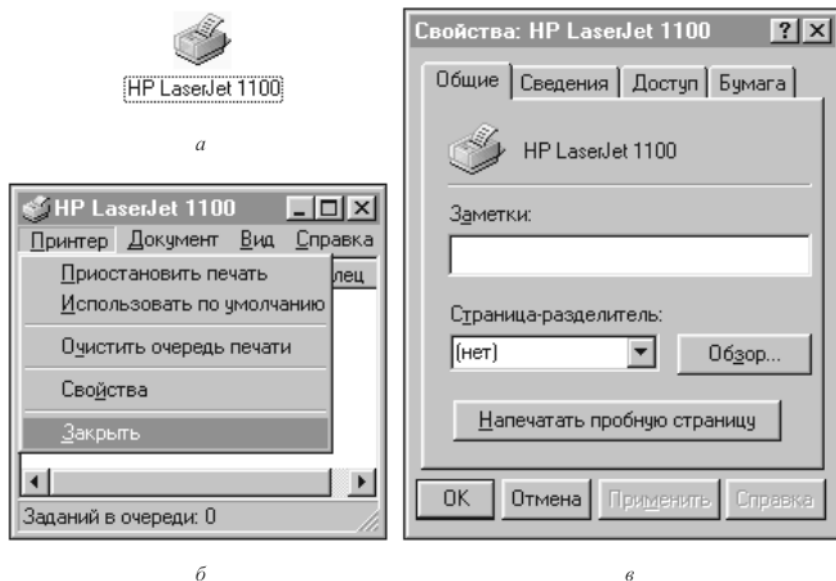 HP LaserJet 1100
а
HP LaserJet 1100
Принтер Документ Вид Справка
лец
Приостановить печать
Использовать по умолчанию
Очистить очередь печати
Свойства
Закрыть
Заданий в очереди: 0
б
Свойства: HP LaserJet 1100
Общие Сведения Доступ Бумага
HP LaserJet 1100
Заметки:
Страница-разделитель:
(нет) Обзор...
Напечатать пробную страницу
OK Отмена Применить Справка
в